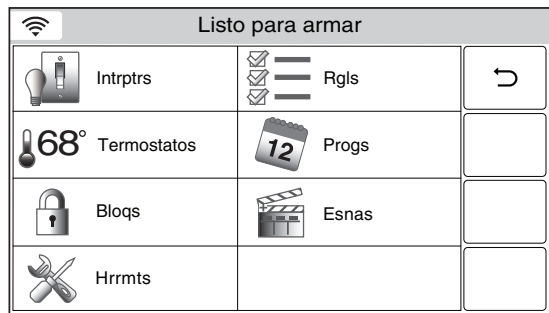 Listo para armar
Intrptrs
Rgls
68°
Termostatos
12
Progs
Bloqs
Esnas
Hrrmts